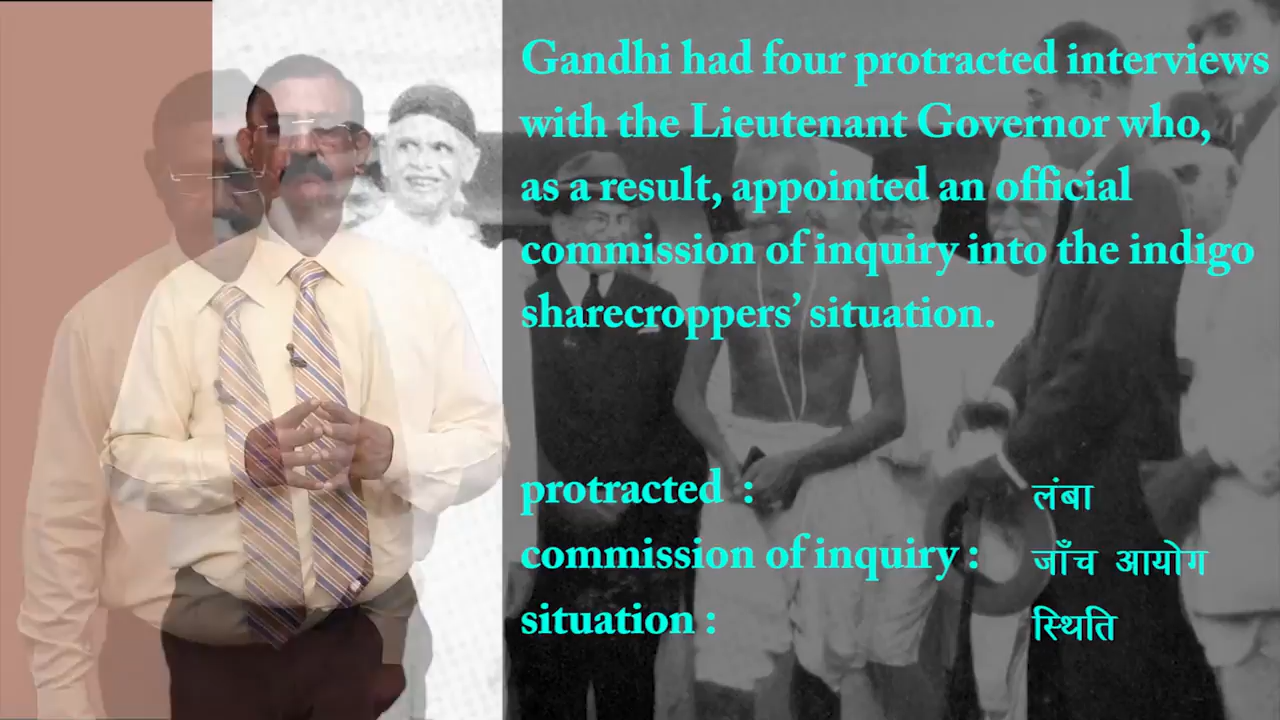 Gandhi had four protracted interviews
with the Lieutenant Governor who,
as a result, appointed an official
commission of inquiry into the indigo
sharecroppers’ situation.
protracted : लंबा
commission of inquiry : जाँच आयोग
situation : स्थिति